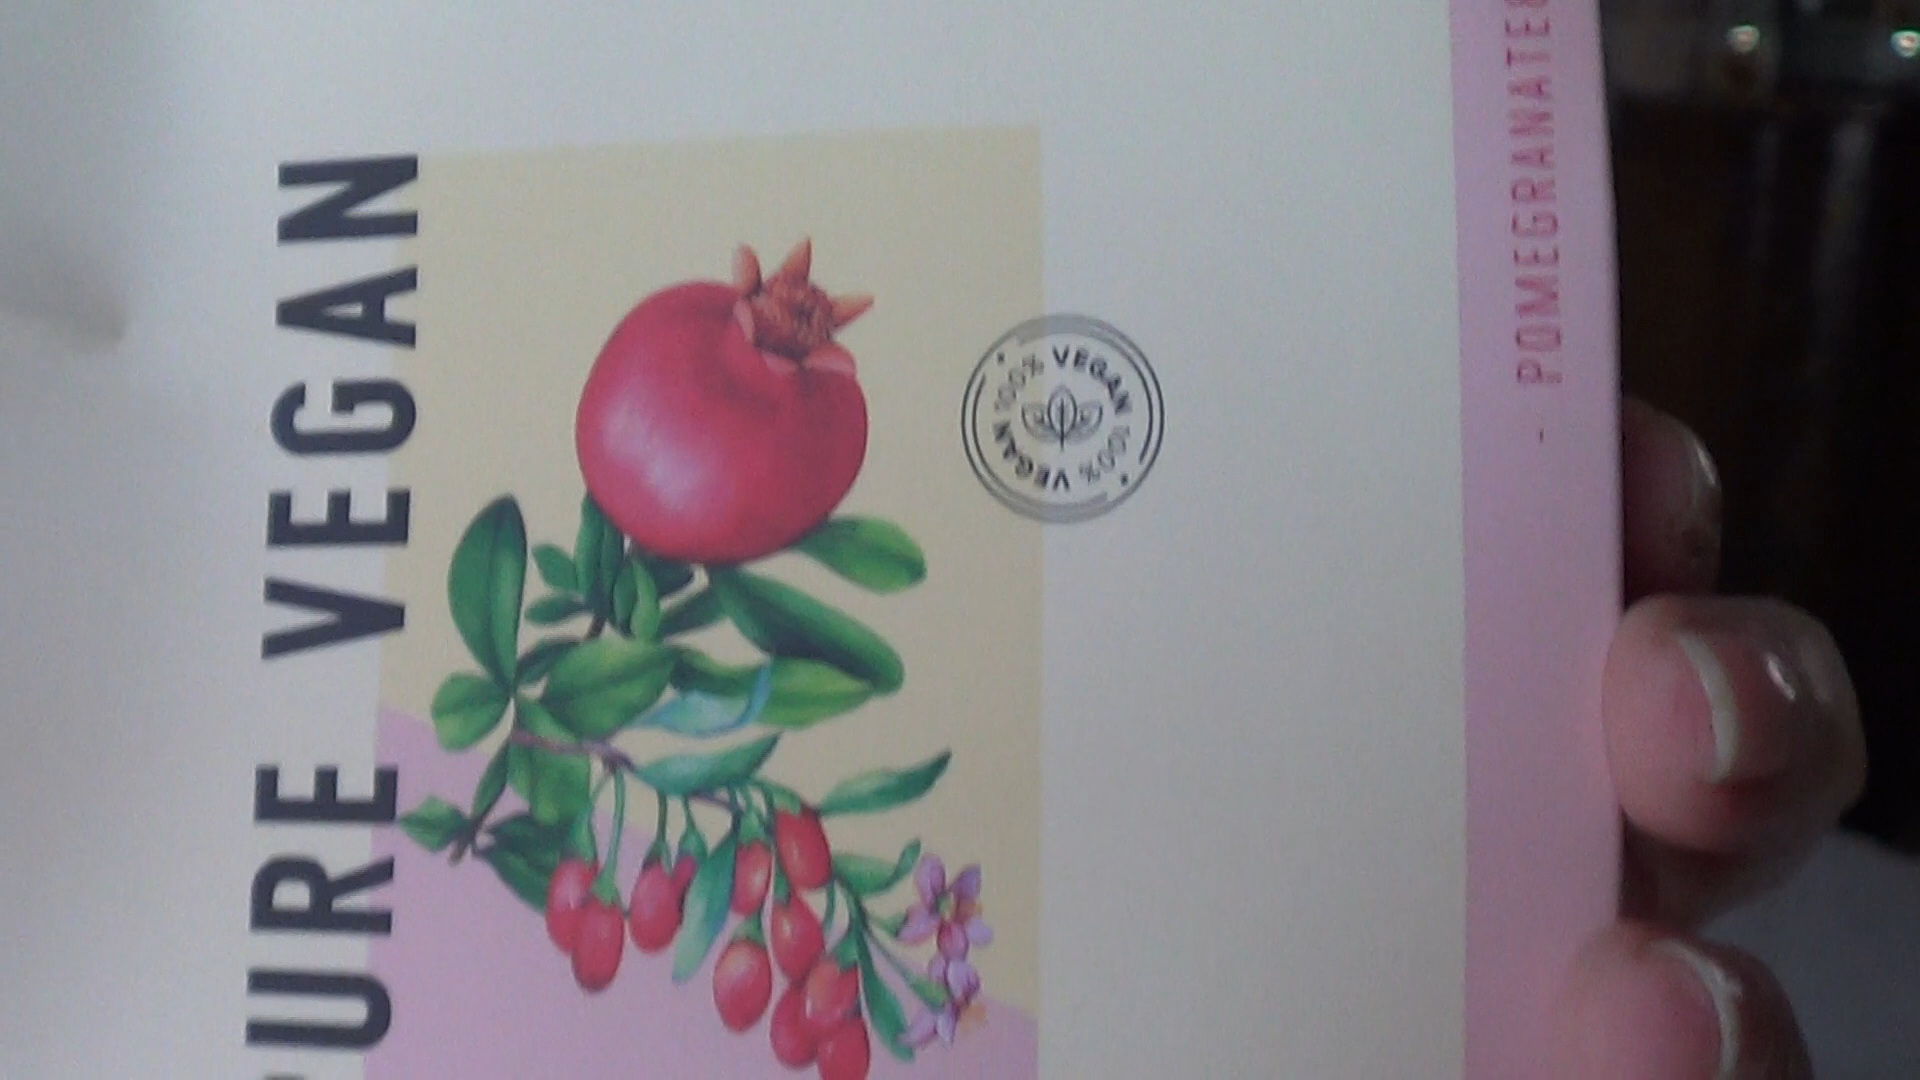 URE VEGAN
100% VEGAN 100% VEGAN
- POMEGRANATE